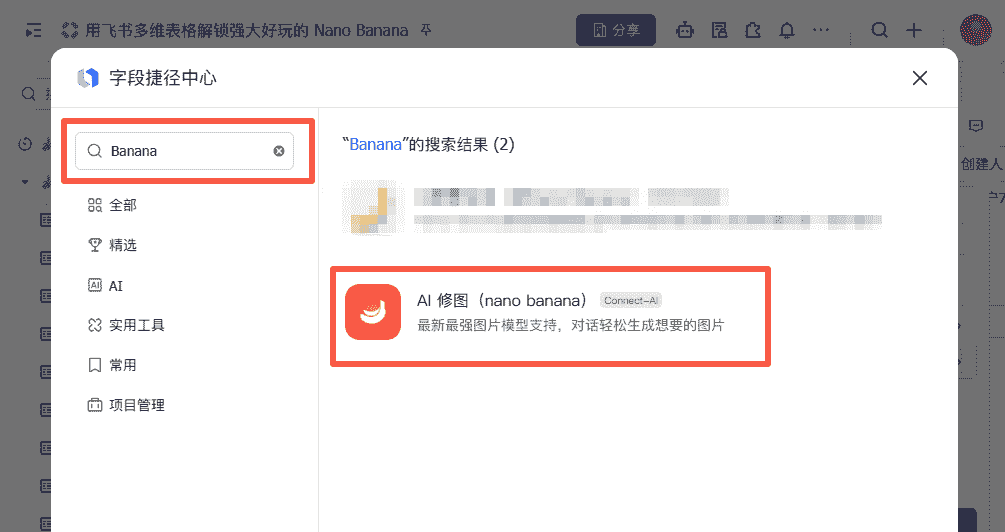 用飞书多维表格解锁强大好玩的 Nano Banana
分享
字段捷径中心
Banana
“Banana”的搜索结果 (2)
全部
精选
AI
实用工具
常用
项目管理
AI 修图（nano banana） Connect-AI
最新最强图片模型支持，对话轻松生成想要的图片
创建人